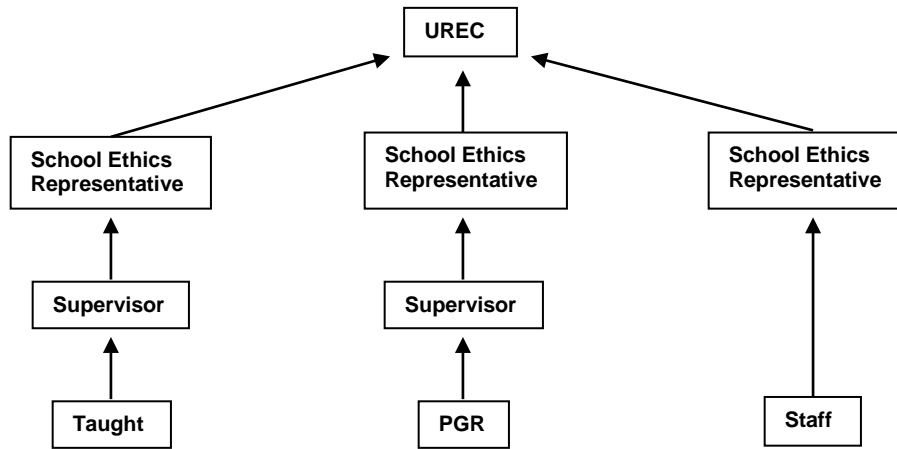 UREC
School Ethics
Representative
School Ethics
Representative
School Ethics
Representative
Supervisor
Supervisor
Taught
PGR
Staff